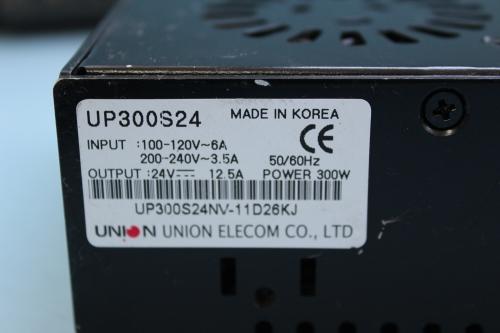 UP300S24 MADE IN KOREA
INPUT :100-120V~6A
200-240V~3.5A 50/60Hz
OUTPUT :24V⎓ 12.5A POWER 300W
CE
UP300S24NV-11D26KJ
UNION UNION ELECOM CO., LTD